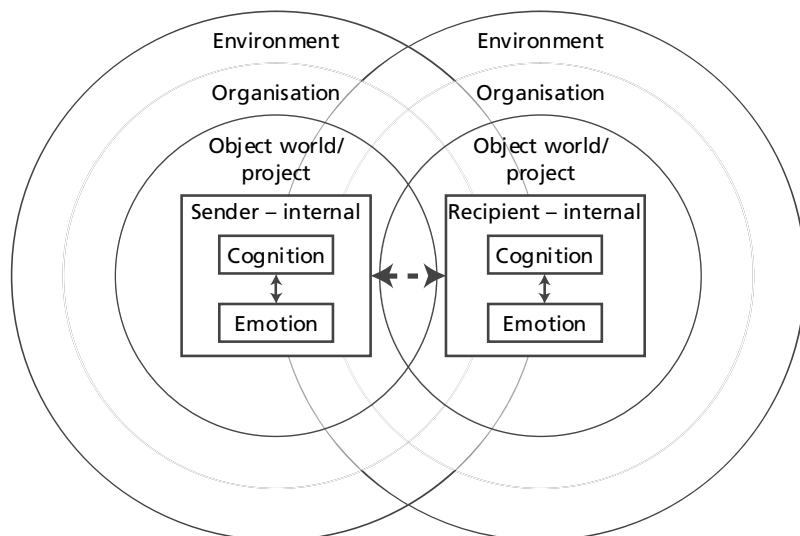 Environment
Environment
Organisation
Organisation
Object world/
project
Object world/
project
Sender – internal
Recipient – internal
Cognition
Cognition
Emotion
Emotion